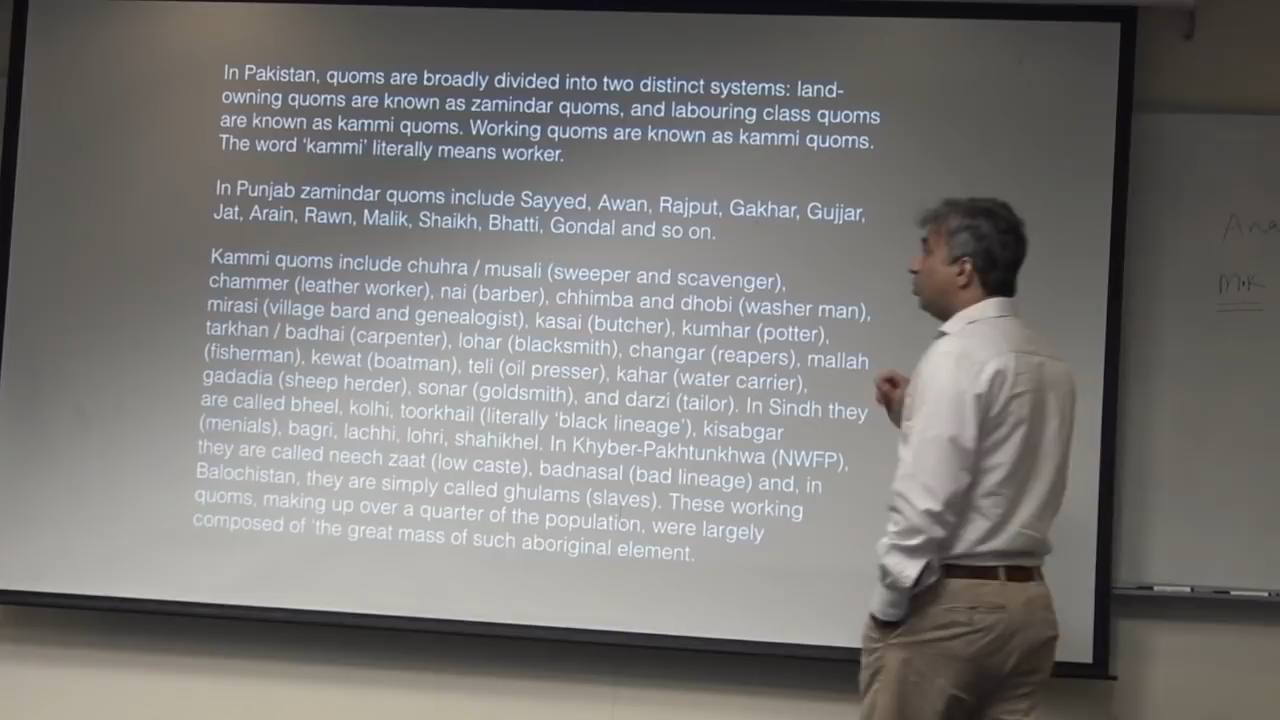 In Pakistan, quoms are broadly divided into two distinct systems: land-
owning quoms are known as zamindar quoms, and labouring class quoms
are known as kammi quoms. Working quoms are known as kammi quoms.
The word ‘kammi’ literally means worker.
In Punjab zamindar quoms include Sayyed, Awan, Rajput, Gakhar, Gujjar,
Jat, Arain, Rawn, Malik, Shaikh, Bhatti, Gondal and so on.
Kammi quoms include chuhra / musali (sweeper and scavenger),
chammer (leather worker), nai (barber), chhimba and dhobi (washer man),
mirasi (village bard and genealogist), kasai (butcher), kumhar (potter),
tarkhan / badhai (carpenter), lohar (blacksmith), changar (reapers), mallah
(fisherman), kewat (boatman), teli (oil presser), kahar (water carrier),
gadadia (sheep herder), sonar (goldsmith), and darzi (tailor). In Sindh they
are called bheel, kolhi, toorkhail (literally ‘black lineage’), kisabgar
(menials), bagri, lachhi, lohri, shahikhel. In Khyber-Pakhtunkhwa (NWFP),
they are called neech zaat (low caste), badnasal (bad lineage) and, in
Balochistan, they are simply called ghulams (slaves). These working
quoms, making up over a quarter of the population, were largely
composed of ‘the great mass of such aboriginal element.
Ana